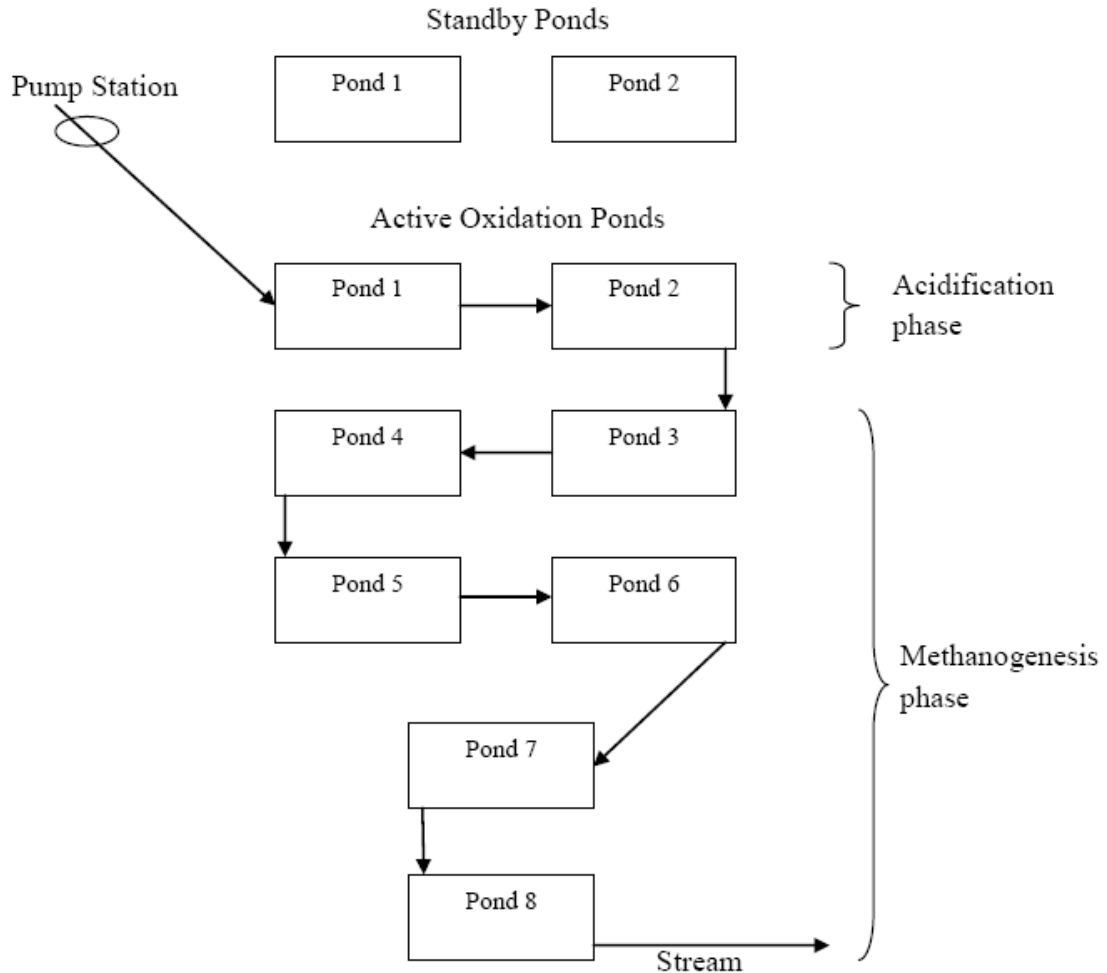 Standby Ponds
Pump Station
Pond 1
Pond 2
Active Oxidation Ponds
Pond 1
Pond 2
Acidification
phase
Pond 4
Pond 3
Pond 5
Pond 6
Methanogenesis
phase
Pond 7
Pond 8
Stream